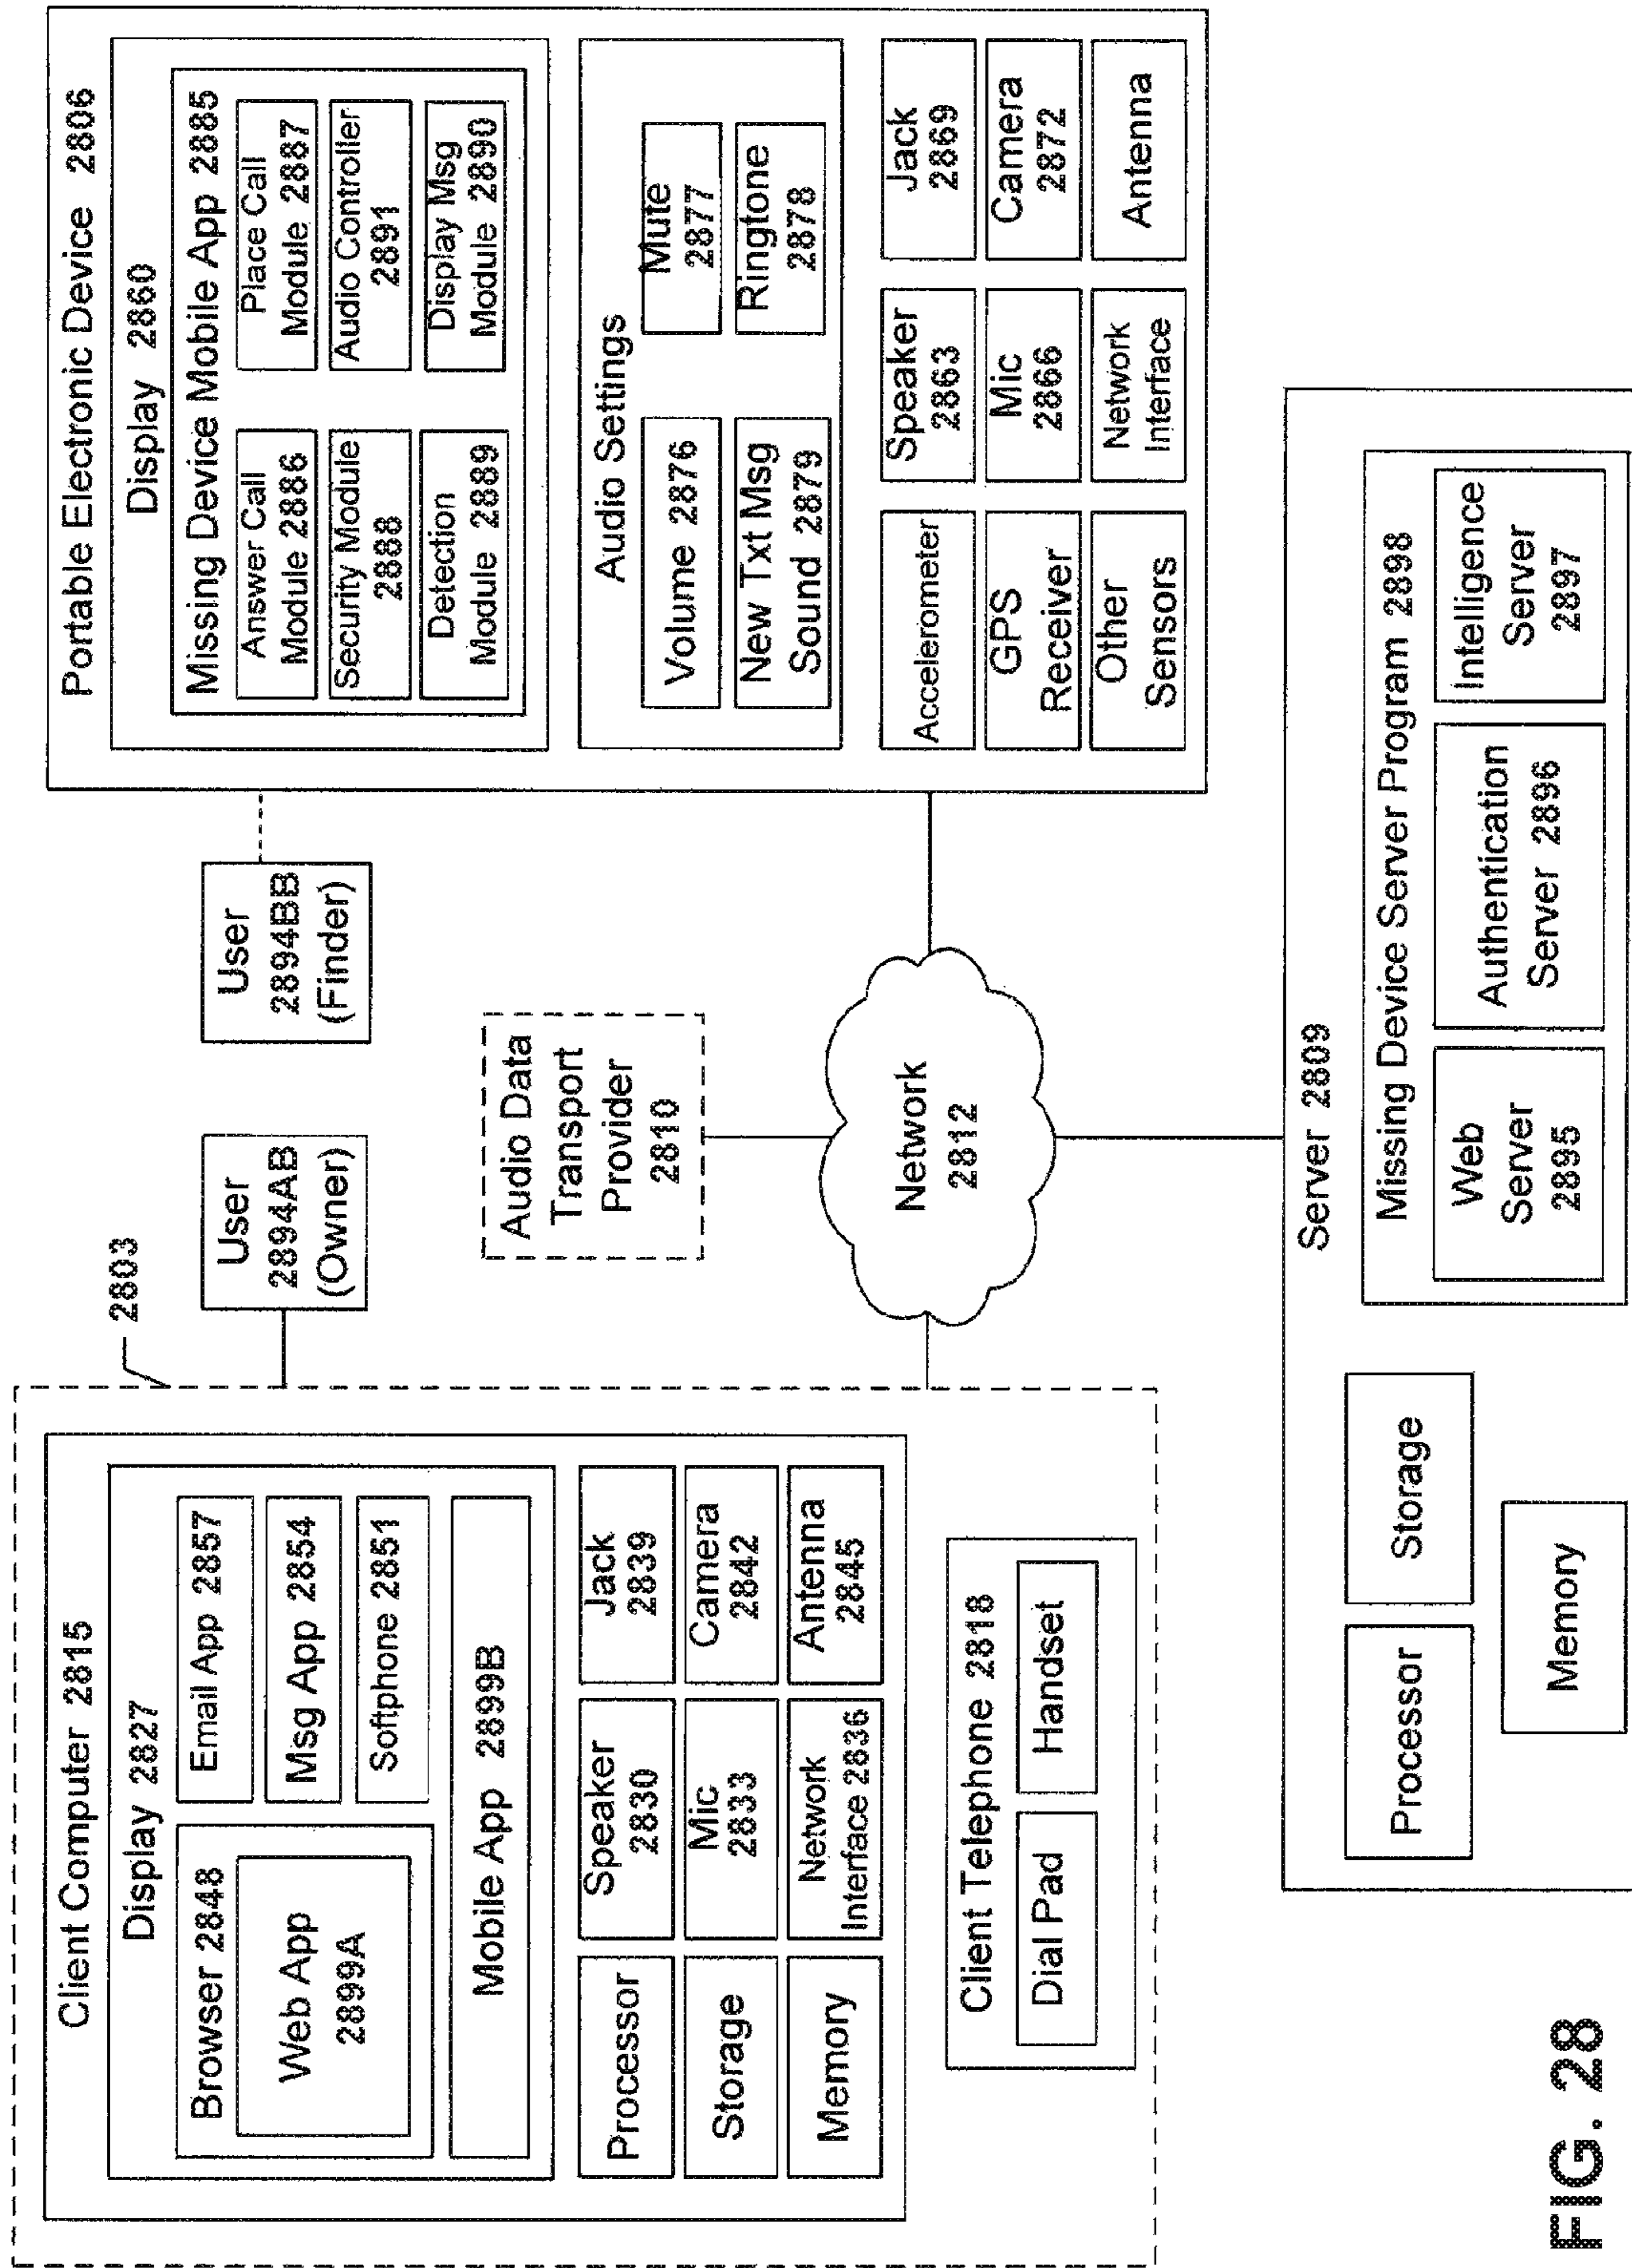 2803
Client Computer 2815
Display 2827
Browser 2848
Web App
2899A
Email App 2857
Msg App 2854
Softphone 2851
Mobile App 2899B
Processor
Speaker
2830
Jack
2839
Storage
Mic
2833
Camera
2842
Memory
Network
Interface 2836
Antenna
2845
Client Telephone 2818
Dial Pad
Handset
User
2894AB
(Owner)
User
2894BB
(Finder)
Audio Data
Transport
Provider
2810
Network
2812
Portable Electronic Device 2806
Display 2860
Missing Device Mobile App 2885
Answer Call
Module 2886
Place Call
Module 2887
Security Module
2888
Audio Controller
2891
Detection
Module 2889
Display Msg
Module 2890
Audio Settings
Volume 2876
Mute
2877
New Txt Msg
Sound 2879
Ringtone
2878
Accelerometer
Speaker
2863
Jack
2869
GPS
Receiver
Mic
2866
Camera
2872
Other
Sensors
Network
Interface
Antenna
Server 2809
Processor
Storage
Memory
Missing Device Server Program 2898
Web
Server
2895
Authentication
Server 2896
Intelligence
Server
2897
FIG. 28